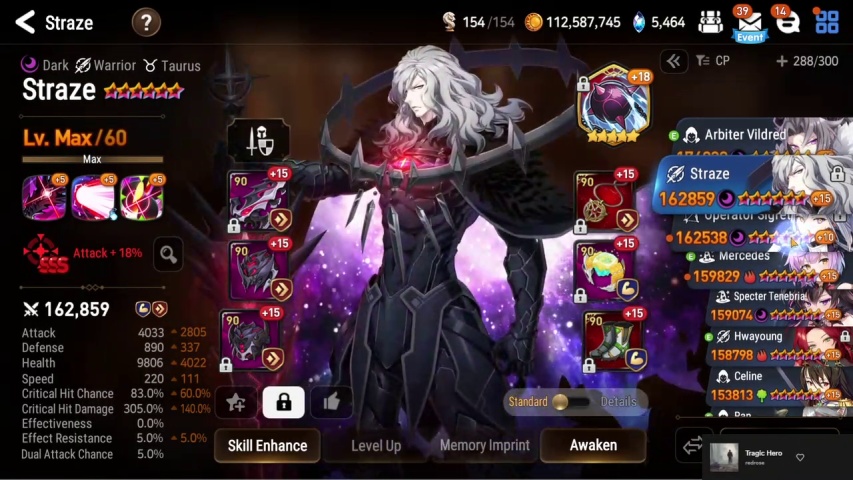 Straze
?
154/154
112,587,745
5,464
39
Event
14
Dark Warrior Taurus
Straze
Lv. Max/60
Max
+5
+5
+5
SSS
Attack + 18%
162,859
Attack 4033 2805
Defense 890 337
Health 9806 4022
Speed 220 111
Critical Hit Chance 83.0% 60.0%
Critical Hit Damage 305.0% 140.0%
Effectiveness 0.0%
Effect Resistance 5.0% 5.0%
Dual Attack Chance 5.0%
90 +15
90 +15
90 +15
+18
90 +15
90 +15
90 +15
Standard Details
Skill Enhance
Level Up
Memory Imprint
Awaken
CP
+ 288/300
Arbiter Vildred
Straze
162859 +15
Operator Sigret
162538 +10
Mercedes
159829 +15
Specter Tenebria
159074 +15
Hwayoung
158798 +15
Celine
153813 +15
Tragic Hero
redrose